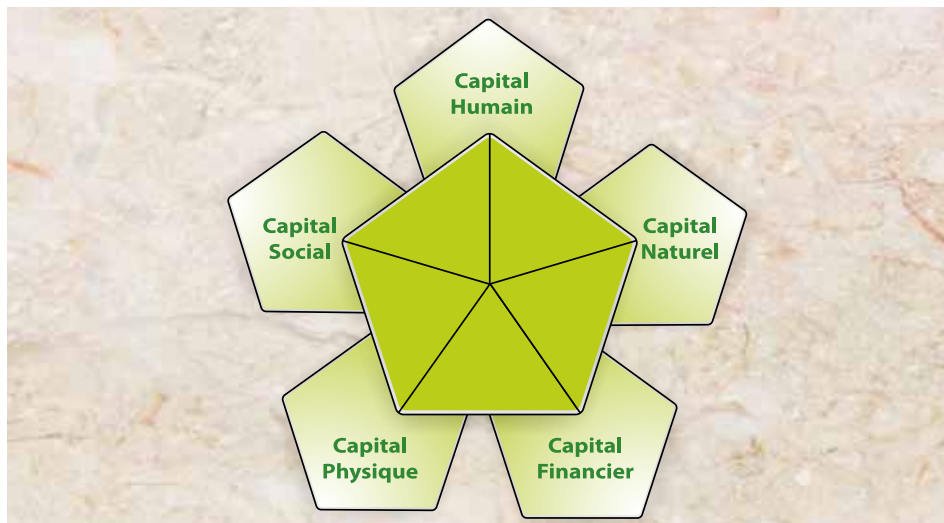 Capital
Humain
Capital
Social
Capital
Naturel
Capital
Physique
Capital
Financier